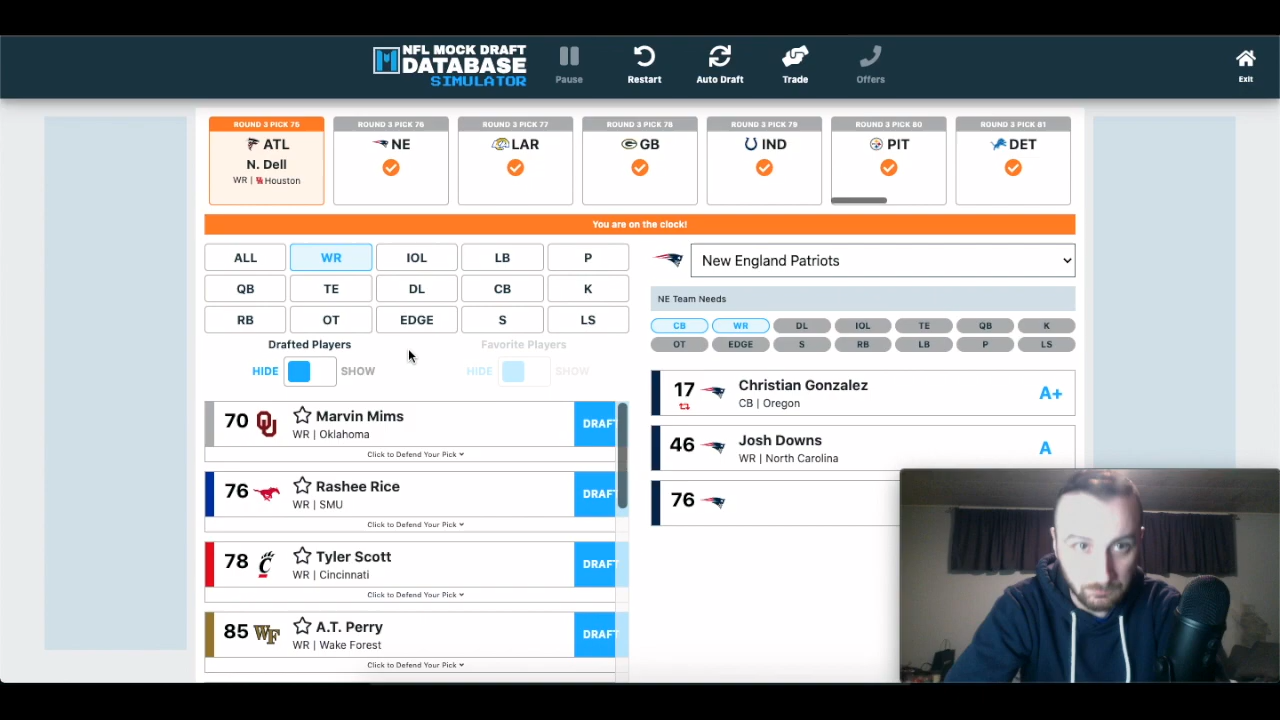 NFL MOCK DRAFT
DATABASE
SIMULATOR
Pause
Restart
Auto Draft
Trade
Offers
Exit
ROUND 3 PICK 75
ATL
N. Dell
WR | Houston
ROUND 3 PICK 76
NE
ROUND 3 PICK 77
LAR
ROUND 3 PICK 78
GB
ROUND 3 PICK 79
IND
ROUND 3 PICK 80
PIT
ROUND 3 PICK 81
DET
You are on the clock!
ALL WR IOL LB P
QB TE DL CB K
RB OT EDGE S LS
Drafted Players
HIDE SHOW
Favorite Players
HIDE SHOW
70 Marvin Mims
WR | Oklahoma
DRAFT
Click to Defend Your Pick
76 Rashee Rice
WR | SMU
DRAFT
Click to Defend Your Pick
78 Tyler Scott
WR | Cincinnati
DRAFT
Click to Defend Your Pick
85 A.T. Perry
WR | Wake Forest
DRAFT
Click to Defend Your Pick
New England Patriots
NE Team Needs
CB WR DL IOL TE QB K
OT EDGE S RB LB P LS
17 Christian Gonzalez
CB | Oregon
A+
46 Josh Downs
WR | North Carolina
A
76